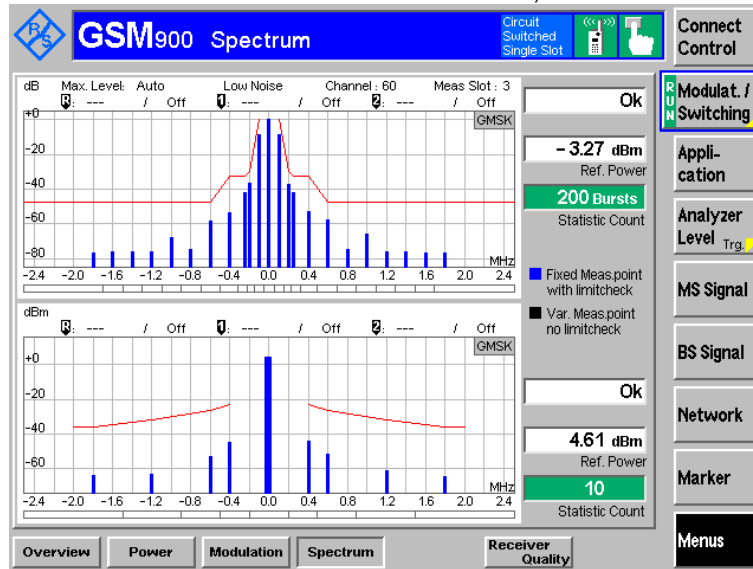 R/S
GSM900 Spectrum
Circuit
Switched
Single Slot
Connect
Control
dB Max. Level: Auto Low Noise Channel : 60 Meas Slot : 3
R: --- / Off 1: --- / Off 2: --- / Off
GMSK
+0
-20
-40
-60
-80
MHz
-2.4 -2.0 -1.6 -1.2 -0.8 -0.4 0.0 0.4 0.8 1.2 1.6 2.0 2.4
Ok
- 3.27 dBm
Ref. Power
200 Bursts
Statistic Count
Fixed Meas.point
with limitcheck
Var. Meas.point
no limitcheck
dBm
R: --- / Off 1: --- / Off 2: --- / Off
GMSK
+0
-20
-40
-60
MHz
-2.4 -2.0 -1.6 -1.2 -0.8 -0.4 0.0 0.4 0.8 1.2 1.6 2.0 2.4
Ok
4.61 dBm
Ref. Power
10
Statistic Count
RUN
Modulat. /
Switching
Appli-
cation
Analyzer
Level Trg.
MS Signal
BS Signal
Network
Marker
Menus
Overview Power Modulation Spectrum Receiver
Quality